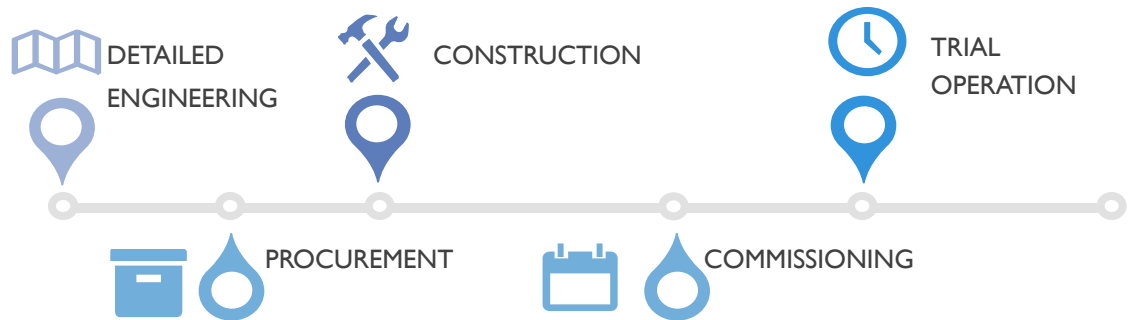 DETAILED
ENGINEERING
CONSTRUCTION
TRIAL
OPERATION
PROCUREMENT
COMMISSIONING